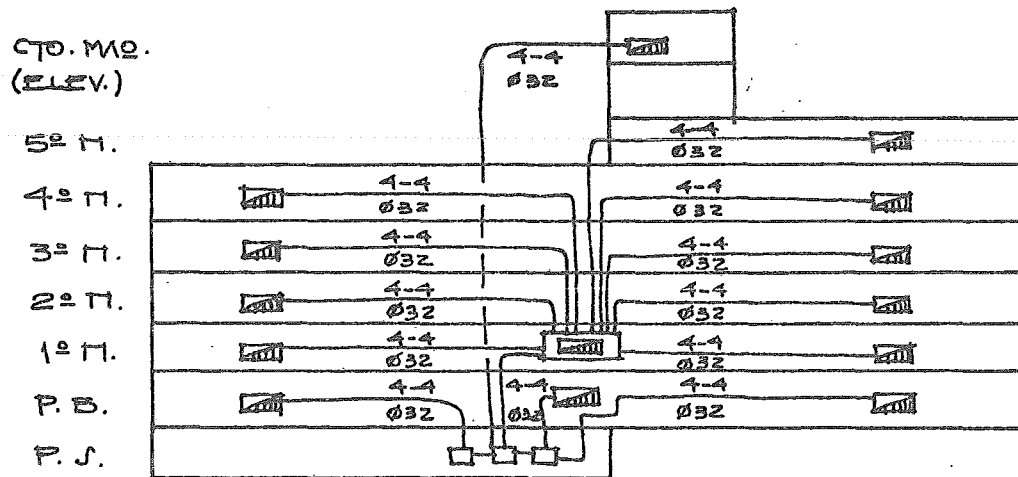 CTO. MAQ.
(ELEV.)
4-4
Ø32
5º P.
4-4
Ø32
4º P.
4-4
Ø32
4-4
Ø32
3º P.
4-4
Ø32
4-4
Ø32
2º P.
4-4
Ø32
4-4
Ø32
1º P.
4-4
Ø32
4-4
Ø32
P. B.
4-4
Ø32
4-4
Ø32
4-4
Ø32
P. S.